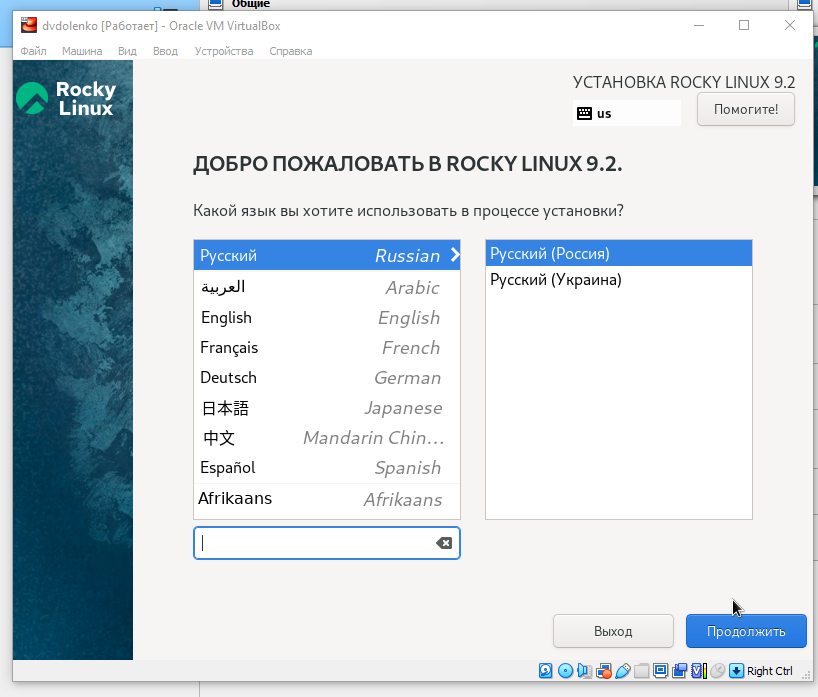 Общие
dvdolenko [Работает] - Oracle VM VirtualBox
Файл Машина Вид Ввод Устройства Справка
Rocky
Linux
УСТАНОВКА ROCKY LINUX 9.2
us
Помогите!
ДОБРО ПОЖАЛОВАТЬ В ROCKY LINUX 9.2.
Какой язык вы хотите использовать в процессе установки?
Русский Russian
العربية Arabic
English English
Français French
Deutsch German
日本語 Japanese
中文 Mandarin Chin…
Español Spanish
Afrikaans Afrikaans
Русский (Россия)
Русский (Украина)
Выход
Продолжить
Right Ctrl